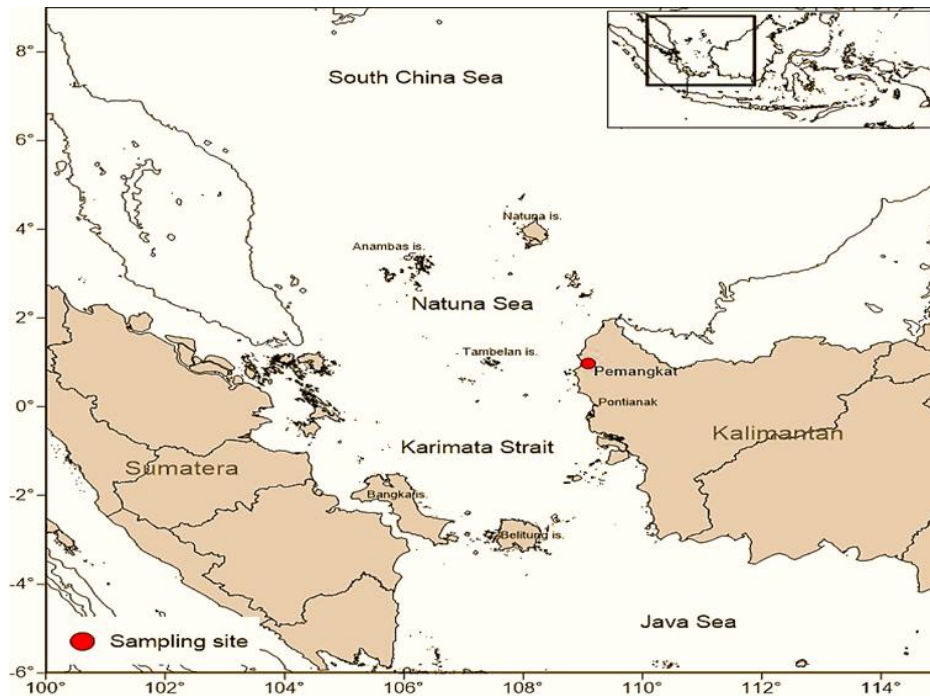 8°
South China Sea
6°
4°
Natuna is.
Anambas is.
Natuna Sea
2°
Tambelan is.
Pemangkat
0°
Pontianak
Karimata Strait
Kalimantan
Sumatera
-2°
Bangka is.
Belitung is.
-4°
Java Sea
Sampling site
-6°
100° 102° 104° 106° 108° 110° 112° 114°